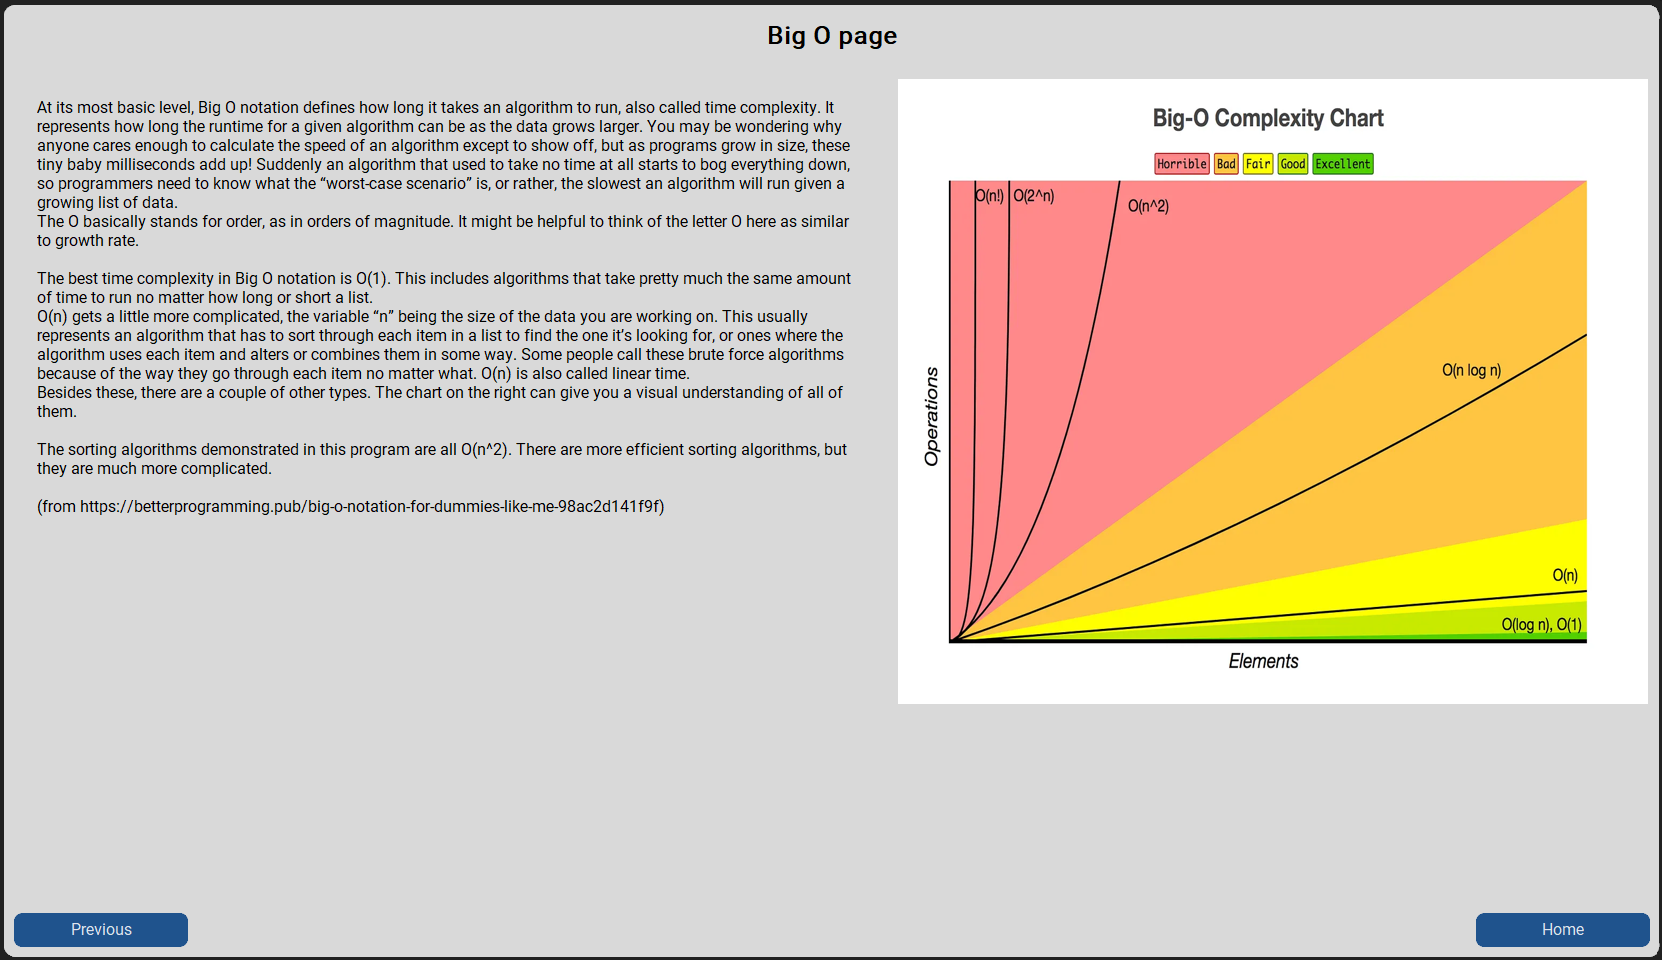 Big O page
At its most basic level, Big O notation defines how long it takes an algorithm to run, also called time complexity. It
represents how long the runtime for a given algorithm can be as the data grows larger. You may be wondering why
anyone cares enough to calculate the speed of an algorithm except to show off, but as programs grow in size, these
tiny baby milliseconds add up! Suddenly an algorithm that used to take no time at all starts to bog everything down,
so programmers need to know what the “worst-case scenario” is, or rather, the slowest an algorithm will run given a
growing list of data.
The O basically stands for order, as in orders of magnitude. It might be helpful to think of the letter O here as similar
to growth rate.
The best time complexity in Big O notation is O(1). This includes algorithms that take pretty much the same amount
of time to run no matter how long or short a list.
O(n) gets a little more complicated, the variable “n” being the size of the data you are working on. This usually
represents an algorithm that has to sort through each item in a list to find the one it’s looking for, or ones where the
algorithm uses each item and alters or combines them in some way. Some people call these brute force algorithms
because of the way they go through each item no matter what. O(n) is also called linear time.
Besides these, there are a couple of other types. The chart on the right can give you a visual understanding of all of
them.
The sorting algorithms demonstrated in this program are all O(n^2). There are more efficient sorting algorithms, but
they are much more complicated.
(from https://betterprogramming.pub/big-o-notation-for-dummies-like-me-98ac2d141f9f)
Big-O Complexity Chart
Horrible Bad Fair Good Excellent
O(n!) O(2^n)
O(n^2)
O(n log n)
Operations
O(n)
O(log n), O(1)
Elements
Previous
Home